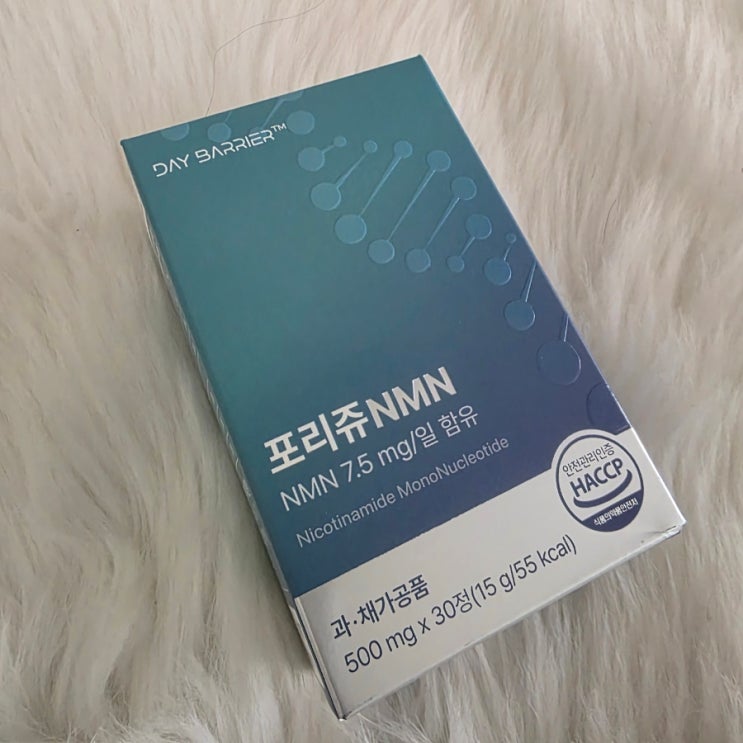 DAY BARRIER™
포리쥬NMN
NMN 7.5 mg/일 함유
Nicotinamide MonoNucleotide
안전관리인증
HACCP
식품의약품안전처
과·채가공품
500 mg x 30정(15 g/55 kcal)